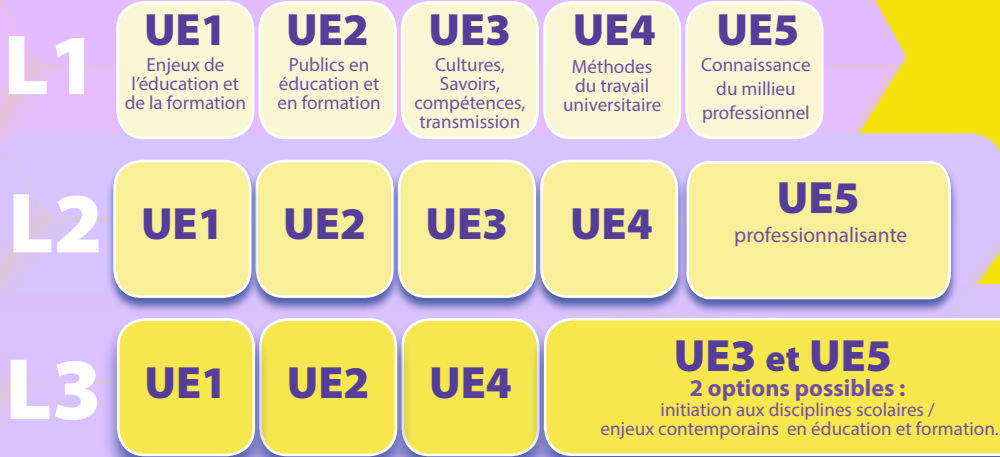 L1
UE1
Enjeux de
l'éducation et
de la formation
UE2
Publics en
éducation et
en formation
UE3
Cultures,
Savoirs,
compétences,
transmission
UE4
Méthodes
du travail
universitaire
UE5
Connaissance
du millieu
professionnel
L2
UE1
UE2
UE3
UE4
UE5
professionnalisante
L3
UE1
UE2
UE4
UE3 et UE5
2 options possibles :
initiation aux disciplines scolaires /
enjeux contemporains en éducation et formation.